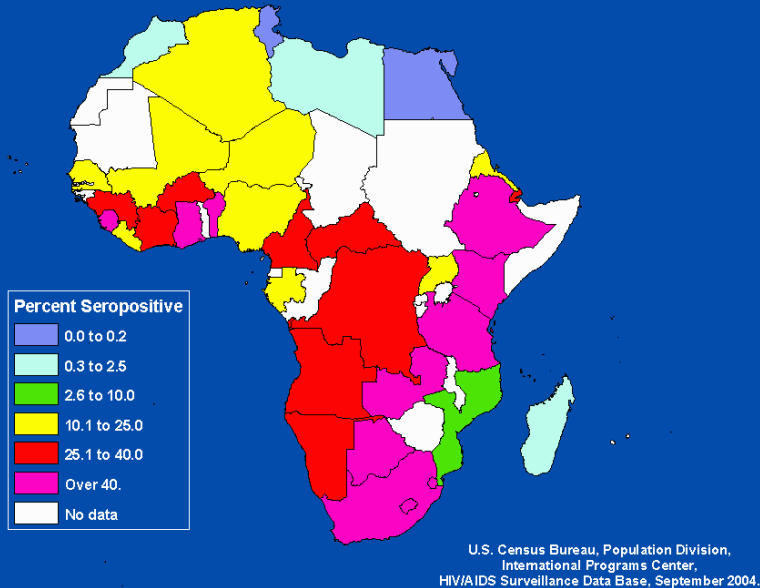 Percent Seropositive
0.0 to 0.2
0.3 to 2.5
2.6 to 10.0
10.1 to 25.0
25.1 to 40.0
Over 40.
No data
U.S. Census Bureau, Population Division,
International Programs Center,
HIV/AIDS Surveillance Data Base, September 2004.